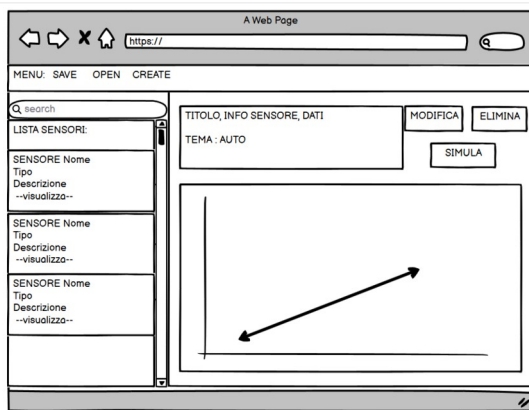 A Web Page
https://
MENU: SAVE OPEN CREATE
search
LISTA SENSORI:
SENSORE Nome
Tipo
Descrizione
--visualizza--
SENSORE Nome
Tipo
Descrizione
--visualizza--
SENSORE Nome
Tipo
Descrizione
--visualizza--
TITOLO, INFO SENSORE, DATI
TEMA : AUTO
MODIFICA
ELIMINA
SIMULA